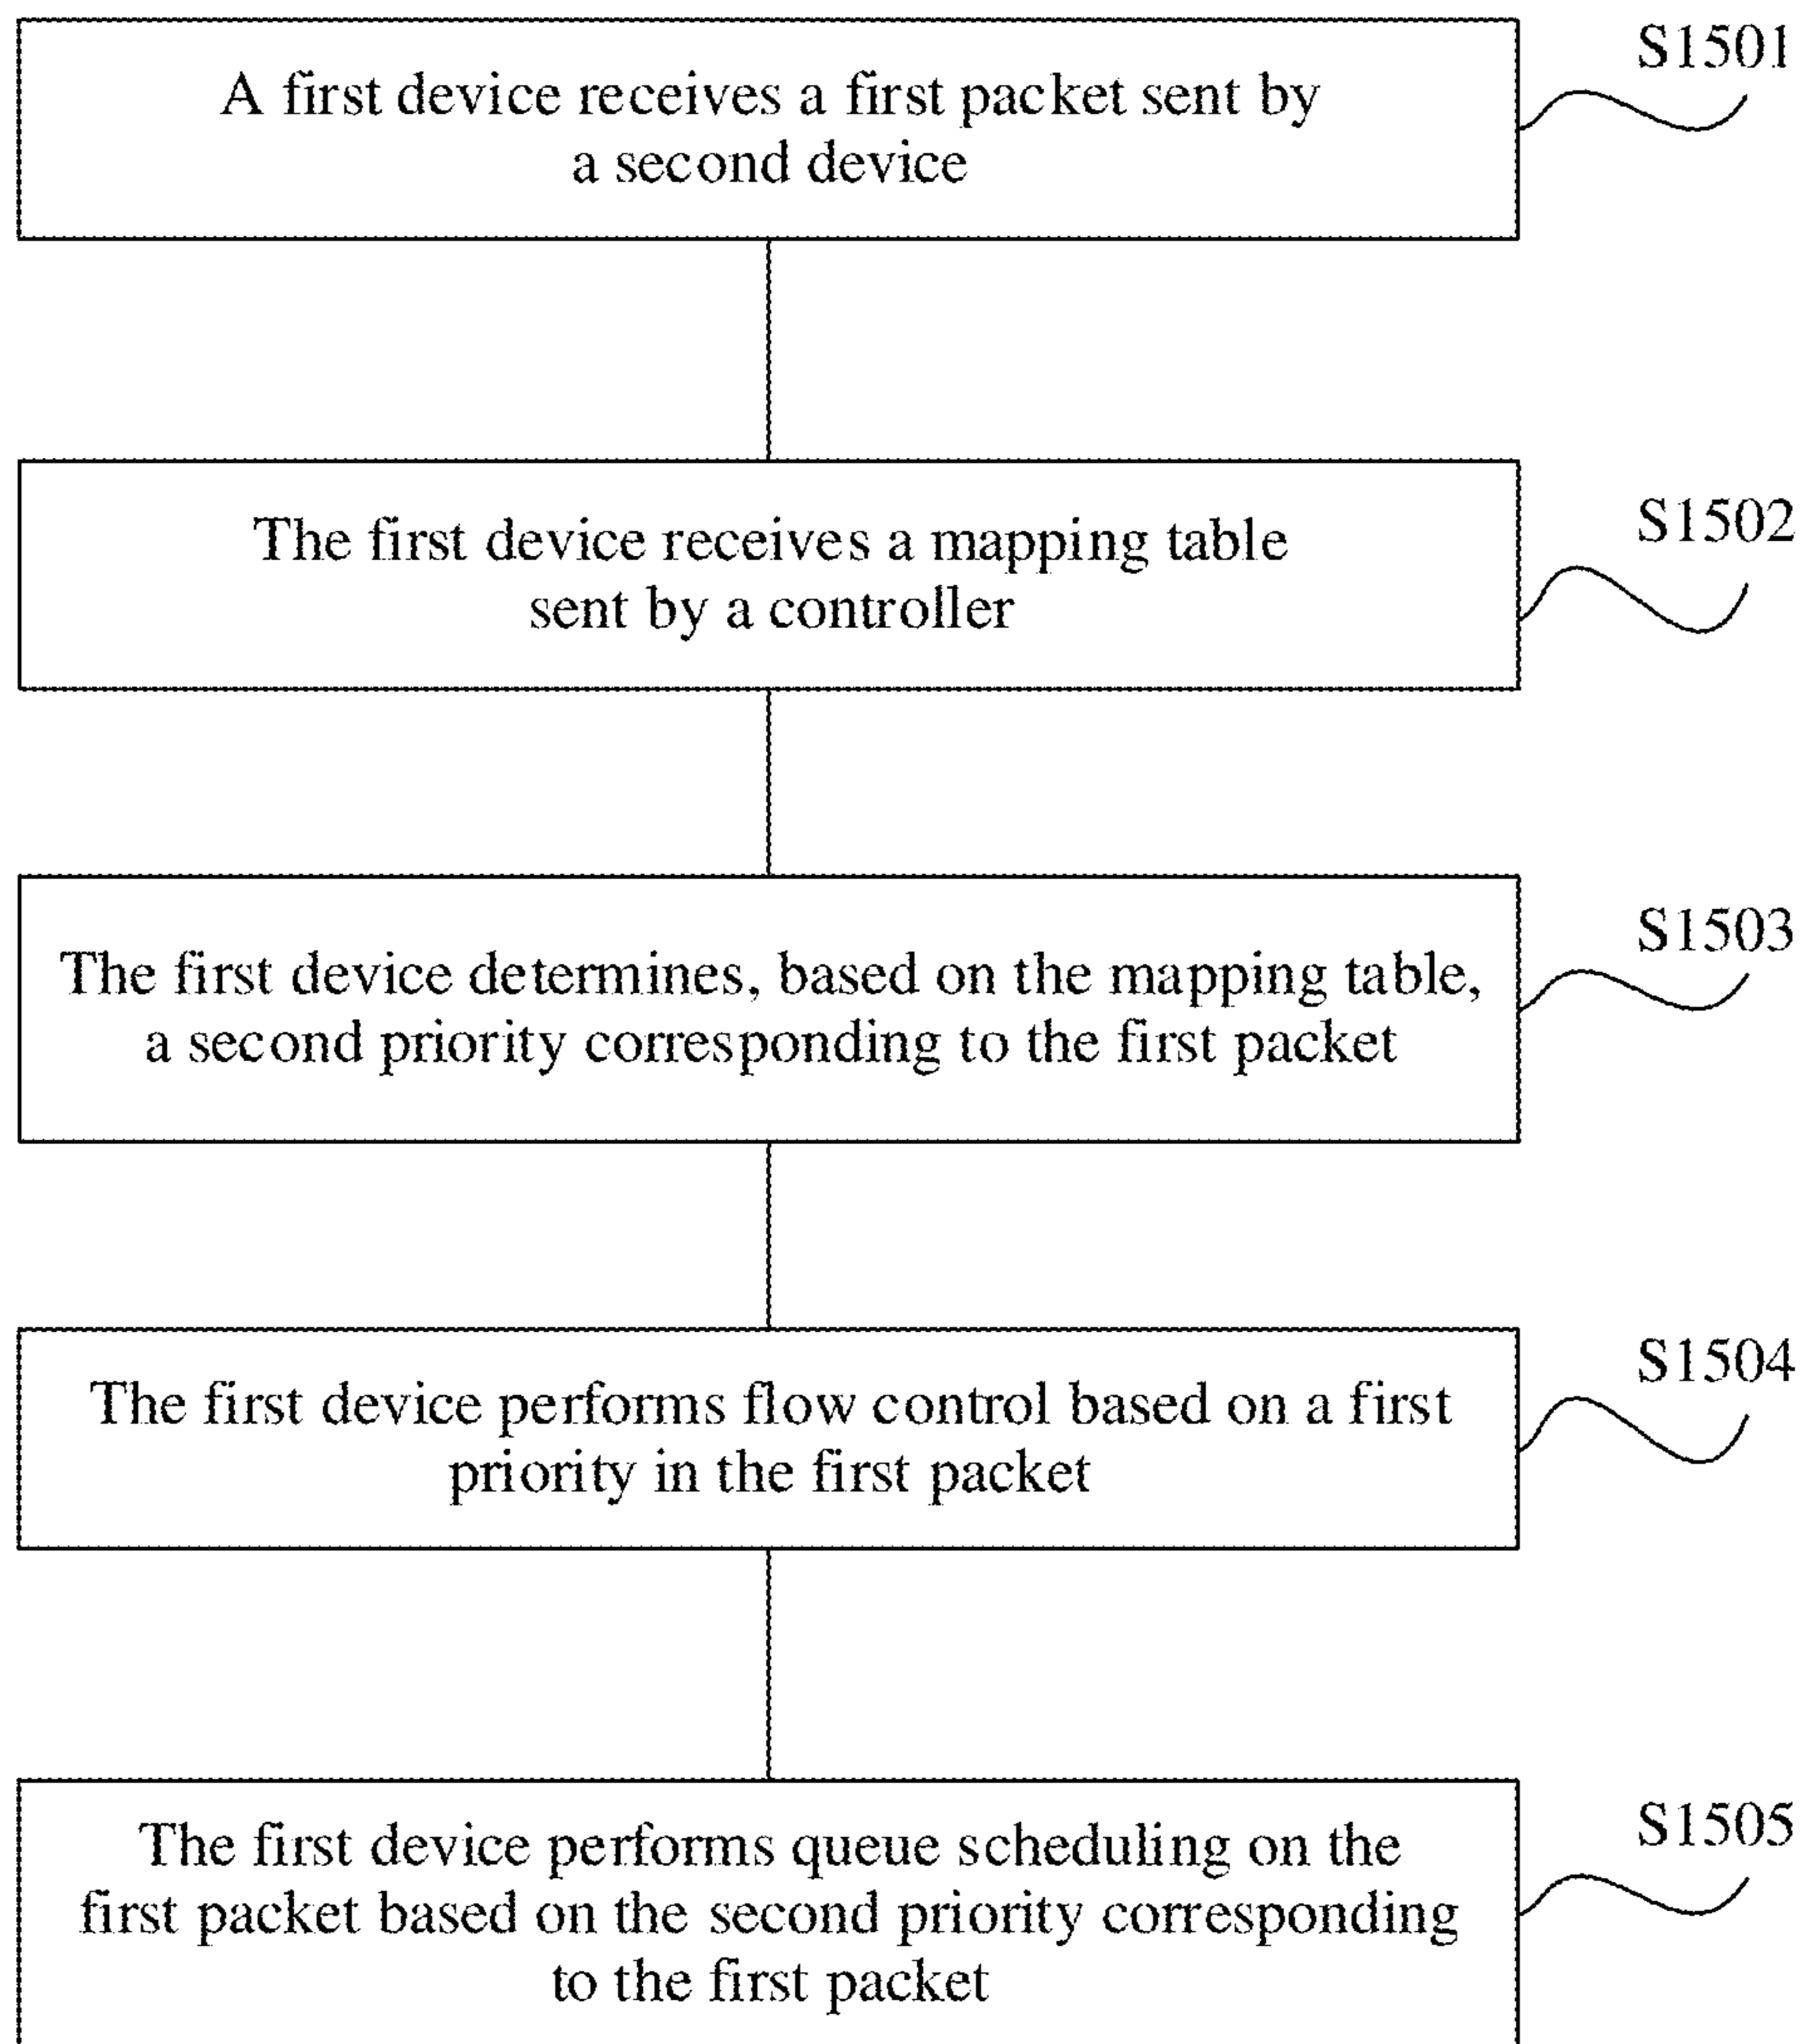 A first device receives a first packet sent by
a second device
S1501
The first device receives a mapping table
sent by a controller
S1502
The first device determines, based on the mapping table,
a second priority corresponding to the first packet
S1503
The first device performs flow control based on a first
priority in the first packet
S1504
The first device performs queue scheduling on the
first packet based on the second priority corresponding
to the first packet
S1505